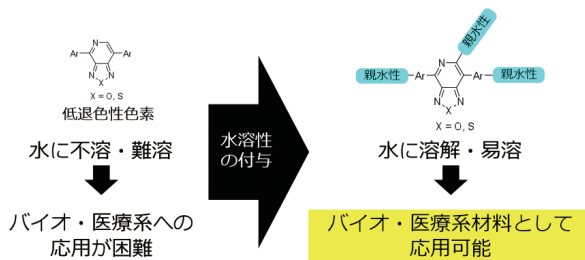 N
Ar
Ar
N
N
X
X = O, S
低退色性色素
水に不溶・難溶
バイオ・医療系への
応用が困難
水溶性
の付与
親水性
N
親水性
Ar
Ar
親水性
N
N
X
X = O, S
水に溶解・易溶
バイオ・医療系材料として
応用可能